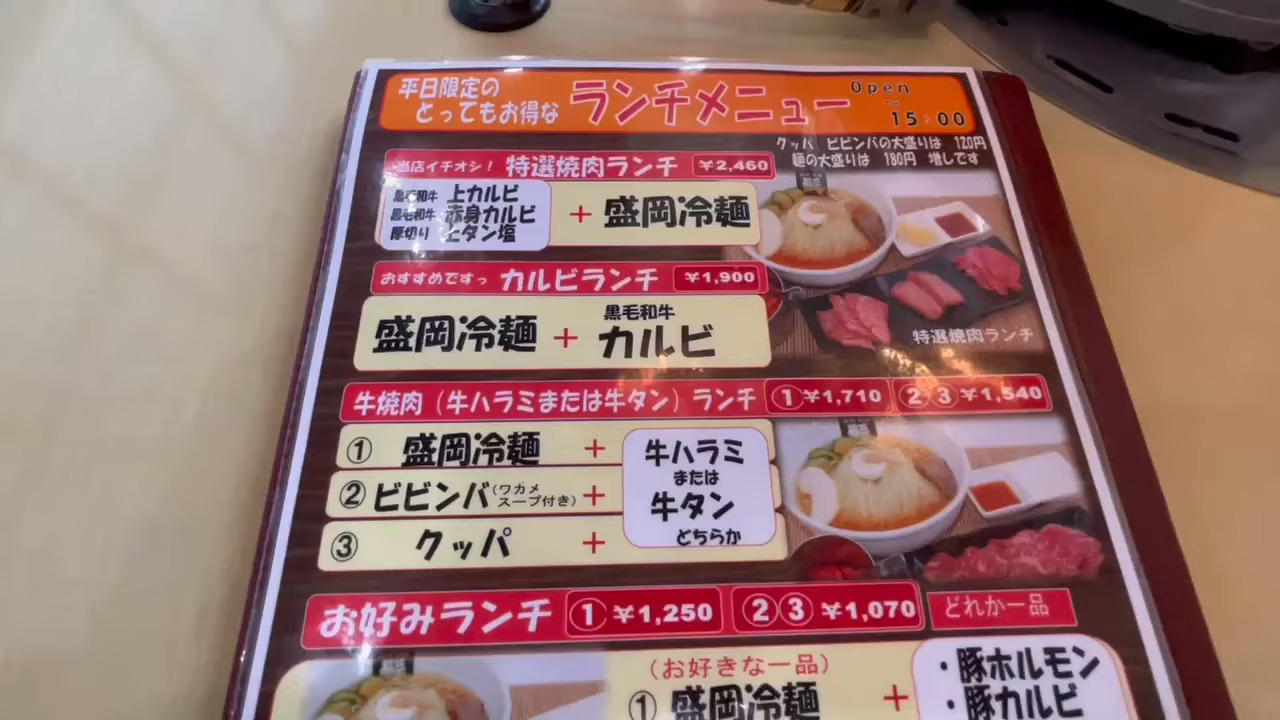 平日限定の
とってもお得な
ランチメニュー
Open
~
15:00
クッパ ビビンバの大盛りは 120円
麺の大盛りは 180円 増しです
当店イチオシ! 特選焼肉ランチ ¥2,460
黒毛和牛 上カルビ
黒毛和牛 赤身カルビ
厚切り 上タン塩
+ 盛岡冷麺
おすすめですっ カルビランチ ¥1,900
盛岡冷麺 + 黒毛和牛 カルビ
特選焼肉ランチ
牛焼肉(牛ハラミまたは牛タン)ランチ ①¥1,710 ②③¥1,540
① 盛岡冷麺 +
② ビビンバ(ワカメスープ付き) +
③ クッパ +
牛ハラミ
または
牛タン
どちらか
お好みランチ ①¥1,250 ②③¥1,070 どれか一品
(お好きな一品)
① 盛岡冷麺 +
・豚ホルモン
・豚カルビ